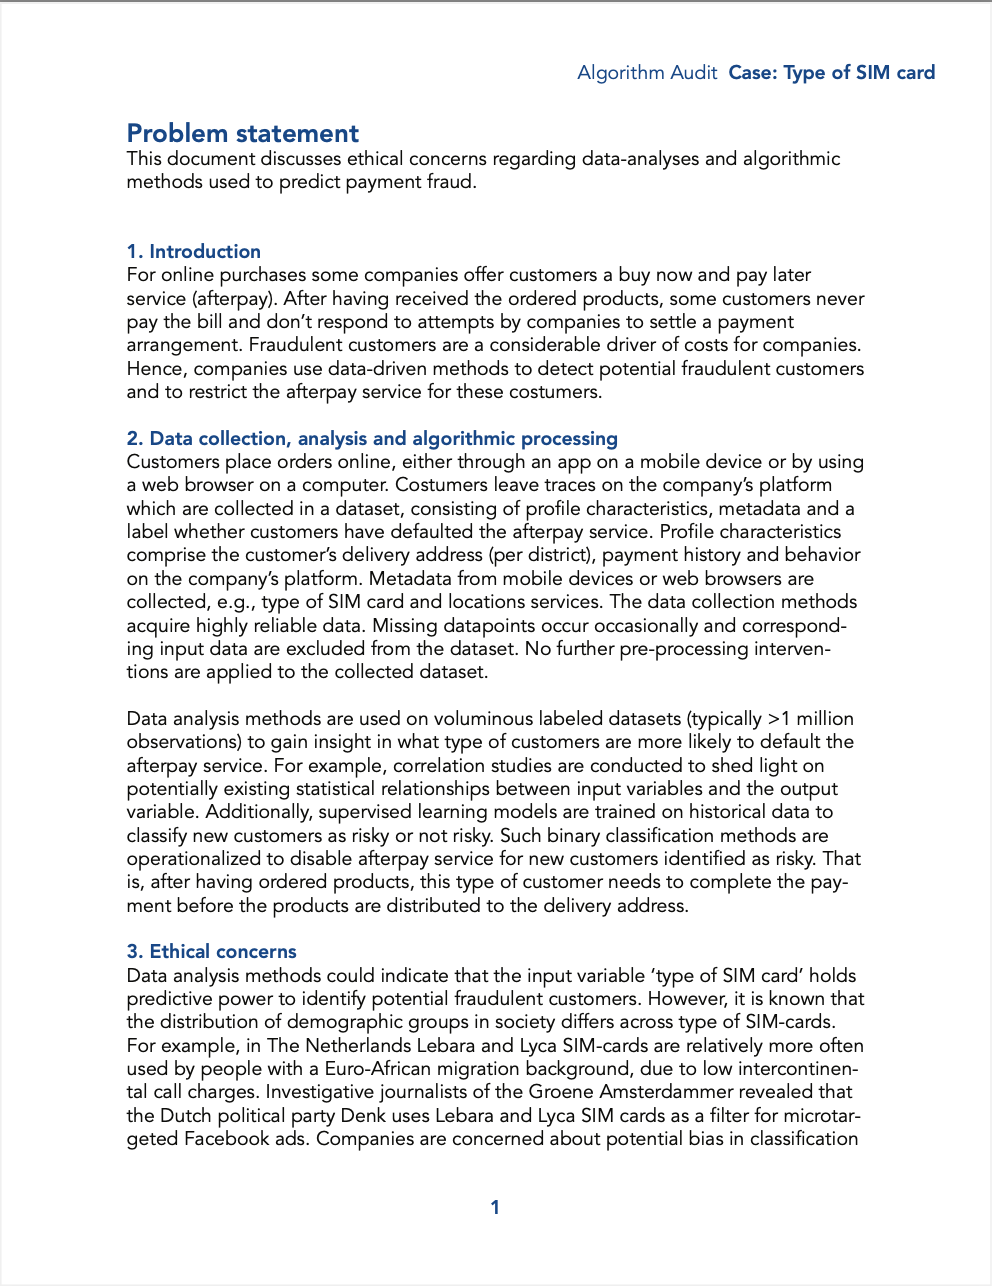 Algorithm Audit Case: Type of SIM card
Problem statement
This document discusses ethical concerns regarding data-analyses and algorithmic
methods used to predict payment fraud.
1. Introduction
For online purchases some companies offer customers a buy now and pay later
service (afterpay). After having received the ordered products, some customers never
pay the bill and don’t respond to attempts by companies to settle a payment
arrangement. Fraudulent customers are a considerable driver of costs for companies.
Hence, companies use data-driven methods to detect potential fraudulent customers
and to restrict the afterpay service for these costumers.
2. Data collection, analysis and algorithmic processing
Customers place orders online, either through an app on a mobile device or by using
a web browser on a computer. Costumers leave traces on the company’s platform
which are collected in a dataset, consisting of profile characteristics, metadata and a
label whether customers have defaulted the afterpay service. Profile characteristics
comprise the customer’s delivery address (per district), payment history and behavior
on the company’s platform. Metadata from mobile devices or web browsers are
collected, e.g., type of SIM card and locations services. The data collection methods
acquire highly reliable data. Missing datapoints occur occasionally and correspond-
ing input data are excluded from the dataset. No further pre-processing interven-
tions are applied to the collected dataset.
Data analysis methods are used on voluminous labeled datasets (typically >1 million
observations) to gain insight in what type of customers are more likely to default the
afterpay service. For example, correlation studies are conducted to shed light on
potentially existing statistical relationships between input variables and the output
variable. Additionally, supervised learning models are trained on historical data to
classify new customers as risky or not risky. Such binary classification methods are
operationalized to disable afterpay service for new customers identified as risky. That
is, after having ordered products, this type of customer needs to complete the pay-
ment before the products are distributed to the delivery address.
3. Ethical concerns
Data analysis methods could indicate that the input variable ‘type of SIM card’ holds
predictive power to identify potential fraudulent customers. However, it is known that
the distribution of demographic groups in society differs across type of SIM-cards.
For example, in The Netherlands Lebara and Lyca SIM-cards are relatively more often
used by people with a Euro-African migration background, due to low intercontinen-
tal call charges. Investigative journalists of the Groene Amsterdammer revealed that
the Dutch political party Denk uses Lebara and Lyca SIM cards as a filter for microtar-
geted Facebook ads. Companies are concerned about potential bias in classification
1